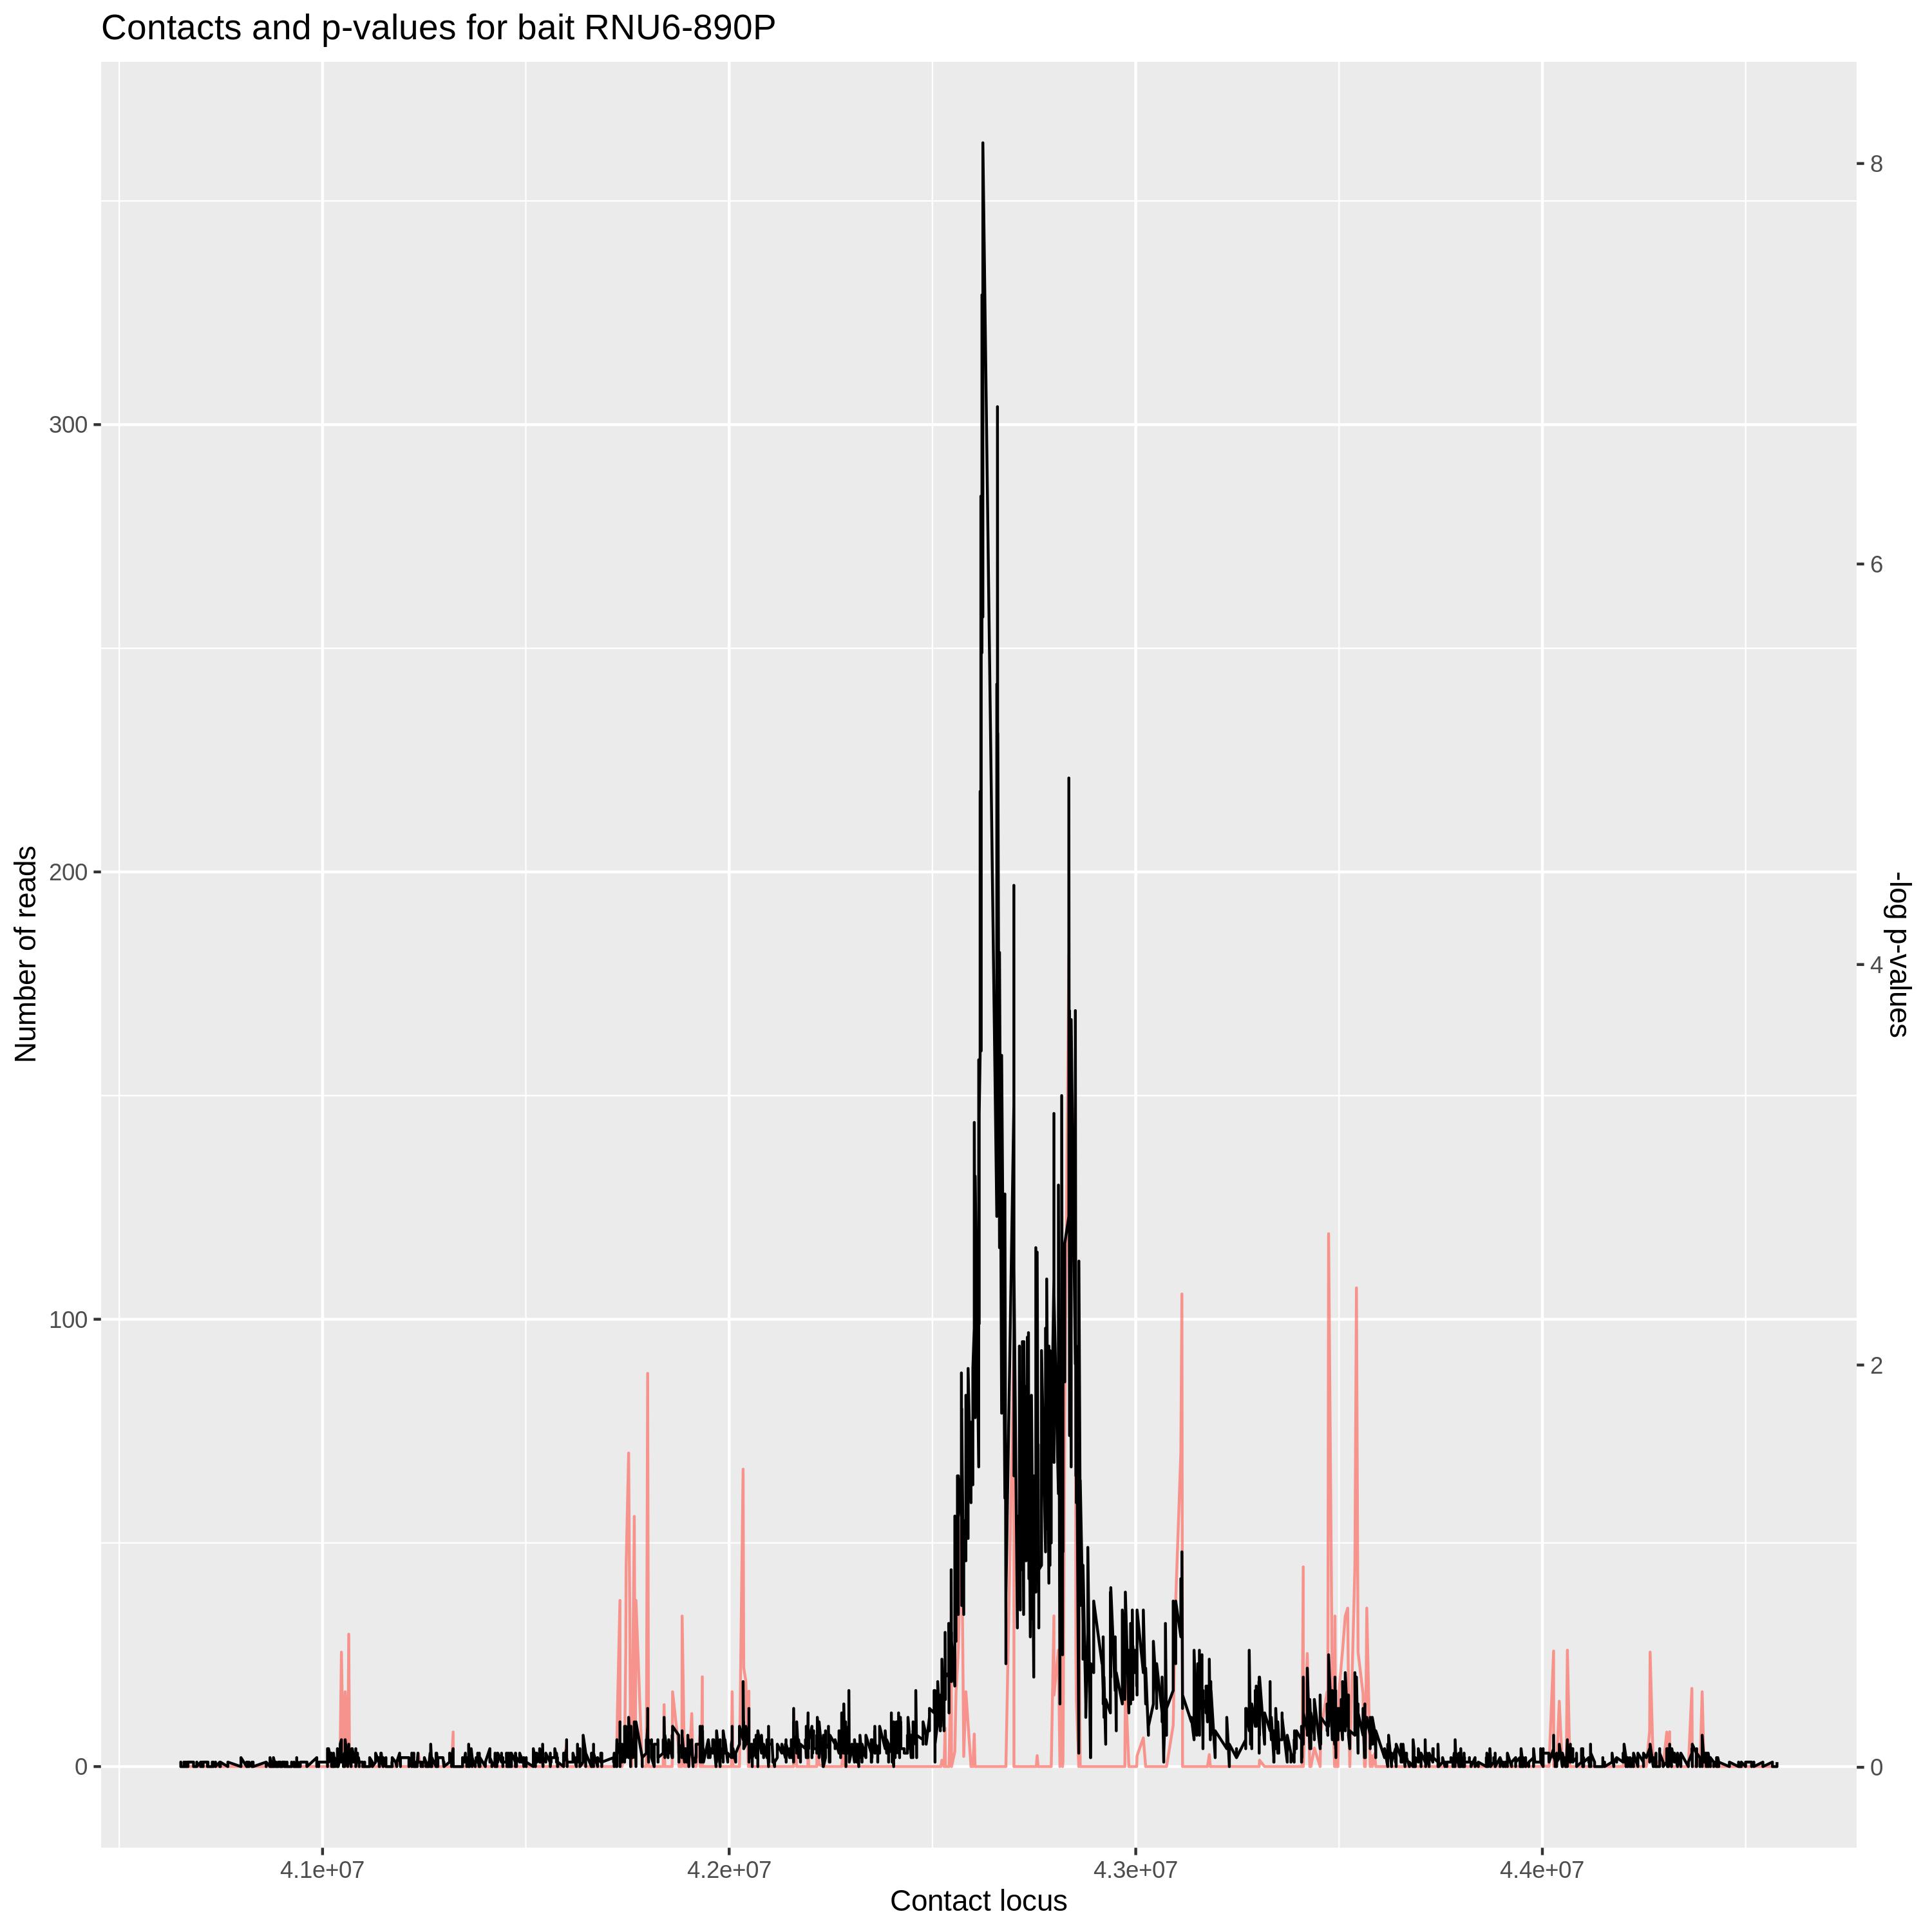 Contacts and p-values for bait RNU6-890P
Number of reads
300
200
100
0
8
6
4
2
0
-log p-values
4.1e+07
4.2e+07
4.3e+07
4.4e+07
Contact locus